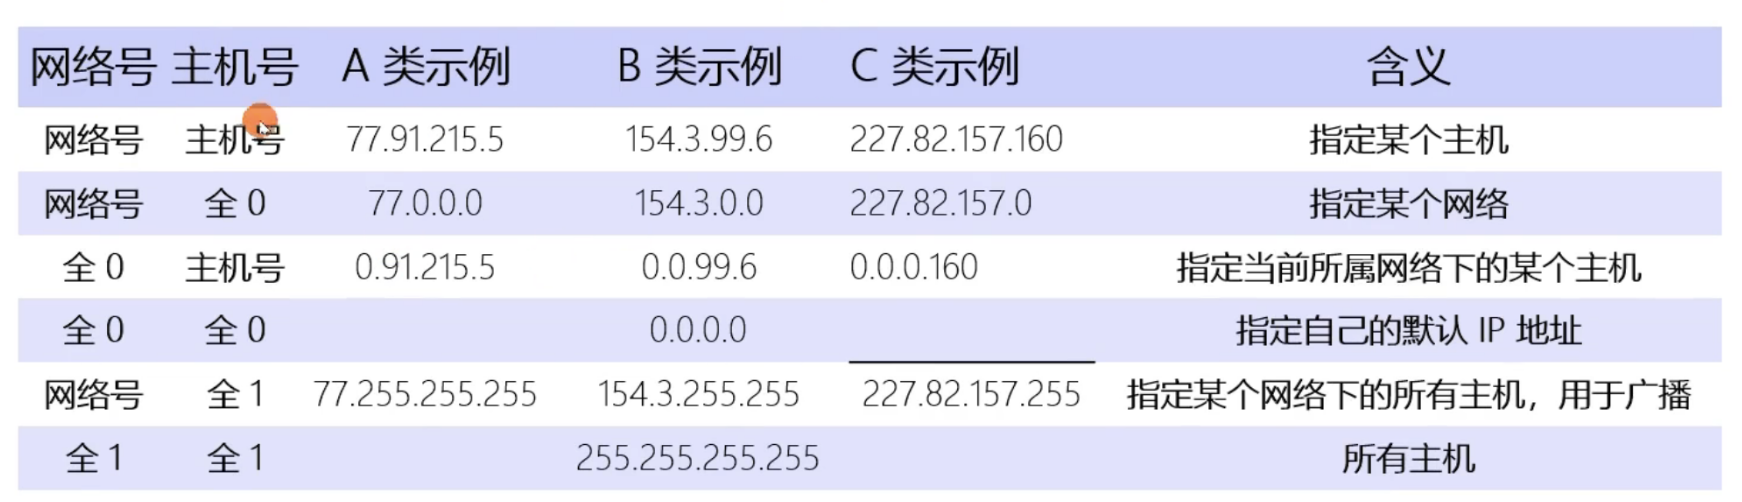 网络号 主机号 A 类示例 B 类示例 C 类示例 含义
网络号 主机号 77.91.215.5 154.3.99.6 227.82.157.160 指定某个主机
网络号 全 0 77.0.0.0 154.3.0.0 227.82.157.0 指定某个网络
全 0 主机号 0.91.215.5 0.0.99.6 0.0.0.160 指定当前所属网络下的某个主机
全 0 全 0 0.0.0.0 指定自己的默认 IP 地址
网络号 全 1 77.255.255.255 154.3.255.255 227.82.157.255 指定某个网络下的所有主机，用于广播
全 1 全 1 255.255.255.255 所有主机